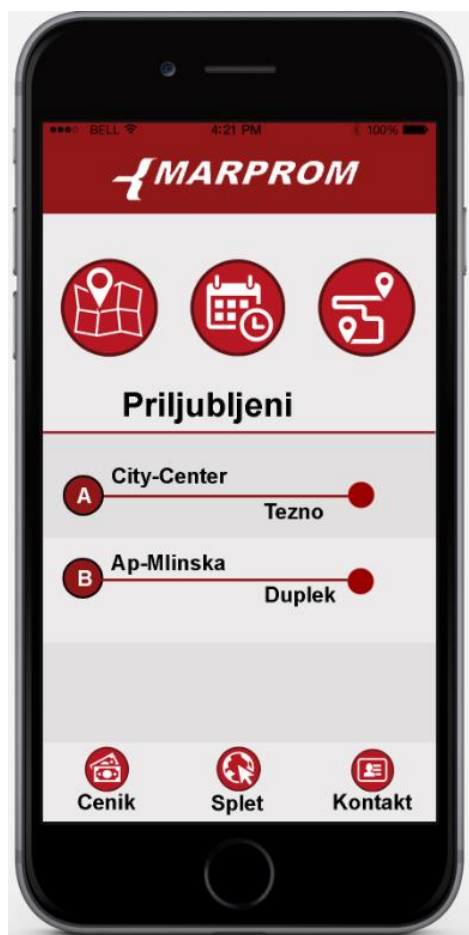 BELL 4:21 PM 100%
MARPROM
Priljubljeni
City-Center
A
Tezno
Ap-Mlinska
B
Duplek
Cenik Splet Kontakt